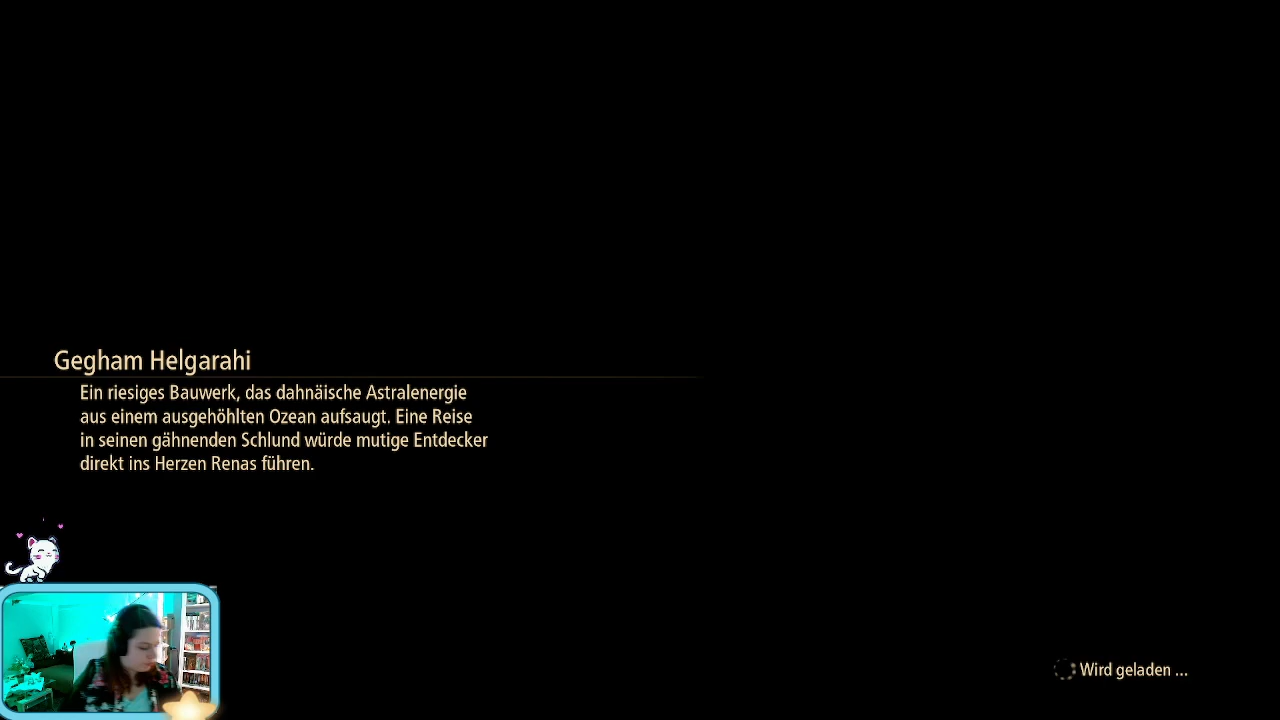 Gegham Helgarahi
Ein riesiges Bauwerk, das dahnäische Astralenergie
aus einem ausgehöhlten Ozean aufsaugt. Eine Reise
in seinen gähnenden Schlund würde mutige Entdecker
direkt ins Herzen Renas führen.
Wird geladen ...